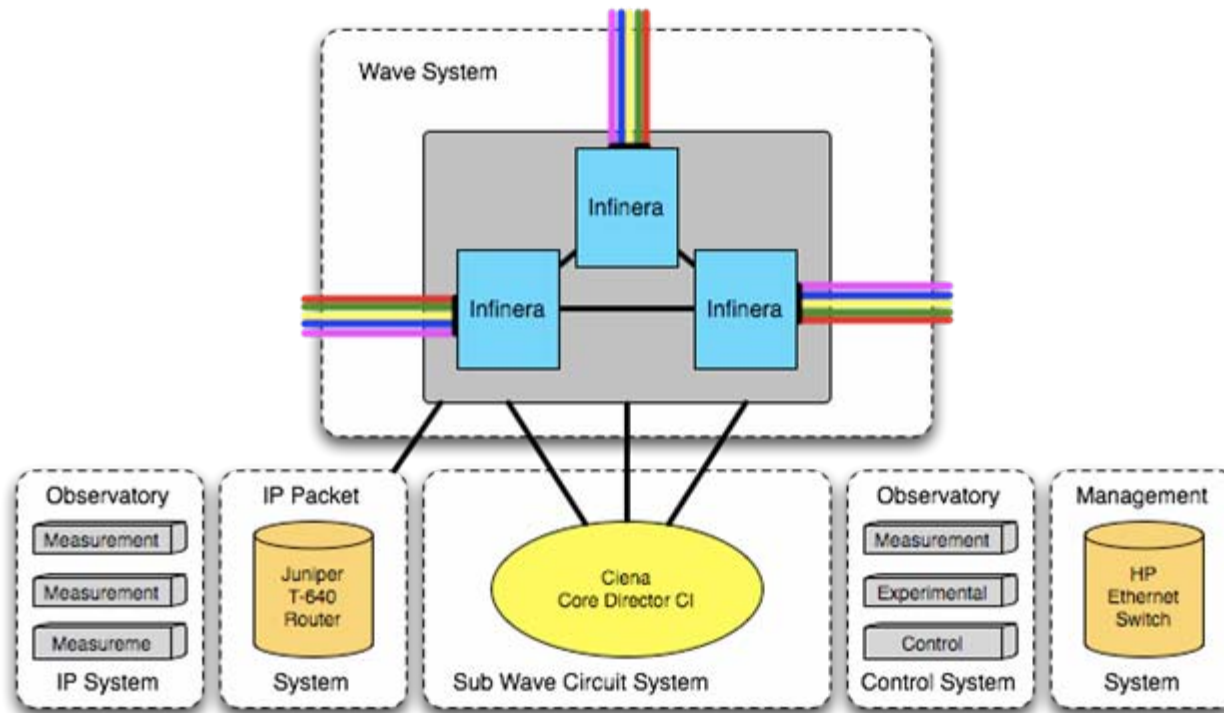 Wave System
Infinera
Infinera
Infinera
Observatory
Measurement
Measurement
Measureme
IP System
IP Packet
Juniper
T-640
Router
System
Ciena
Core Director CI
Sub Wave Circuit System
Observatory
Measurement
Experimental
Control
Control System
Management
HP
Ethernet
Switch
System